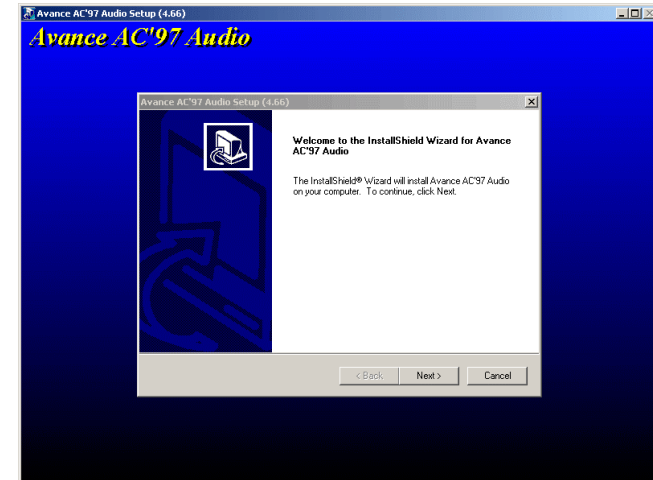 Avance AC'97 Audio Setup (4.66)
Avance AC'97 Audio
Avance AC'97 Audio Setup (4.66)
Welcome to the InstallShield Wizard for Avance
AC'97 Audio
The InstallShield® Wizard will install Avance AC'97 Audio
on your computer. To continue, click Next.
< Back Next > Cancel